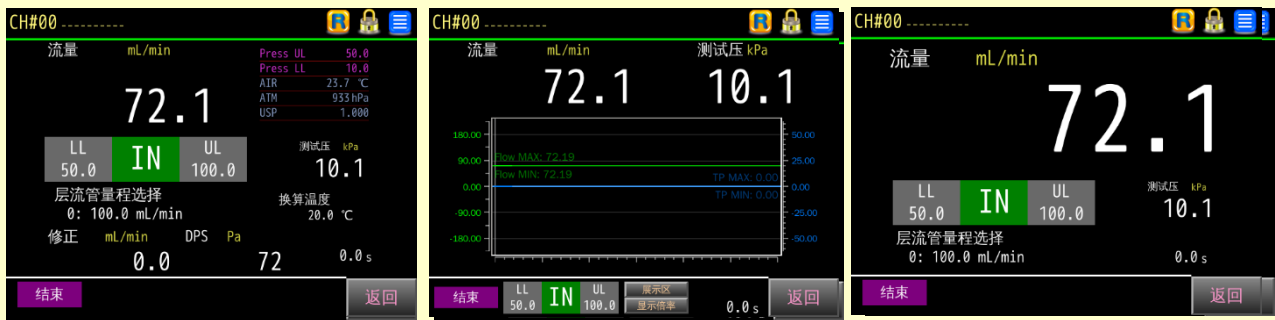 CH#00 ----------
R
流量 mL/min
Press UL 50.0
Press LL 10.0
AIR 23.7 ℃
ATM 933 hPa
USP 1.000
72.1
LL 50.0
IN
UL 100.0
测试压 kPa
10.1
层流管量程选择
0: 100.0 mL/min
换算温度
20.0 ℃
修正 mL/min DPS Pa
0.0 72 0.0 s
结束 返回
CH#00 ----------
R
流量 mL/min 测试压 kPa
72.1 10.1
180.00 50.00
90.00 Flow MAX: 72.19 25.00
Flow MIN: 72.19 TP MAX: 0.00
0.00 0.00
TP MIN: 0.00
-90.00 -25.00
-180.00 -50.00
结束
LL 50.0
IN
UL 100.0
展示区
显示倍率
0.0 s
返回
CH#00 ----------
R
流量 mL/min
72.1
LL 50.0
IN
UL 100.0
测试压 kPa
10.1
层流管量程选择
0: 100.0 mL/min 0.0 s
结束 返回